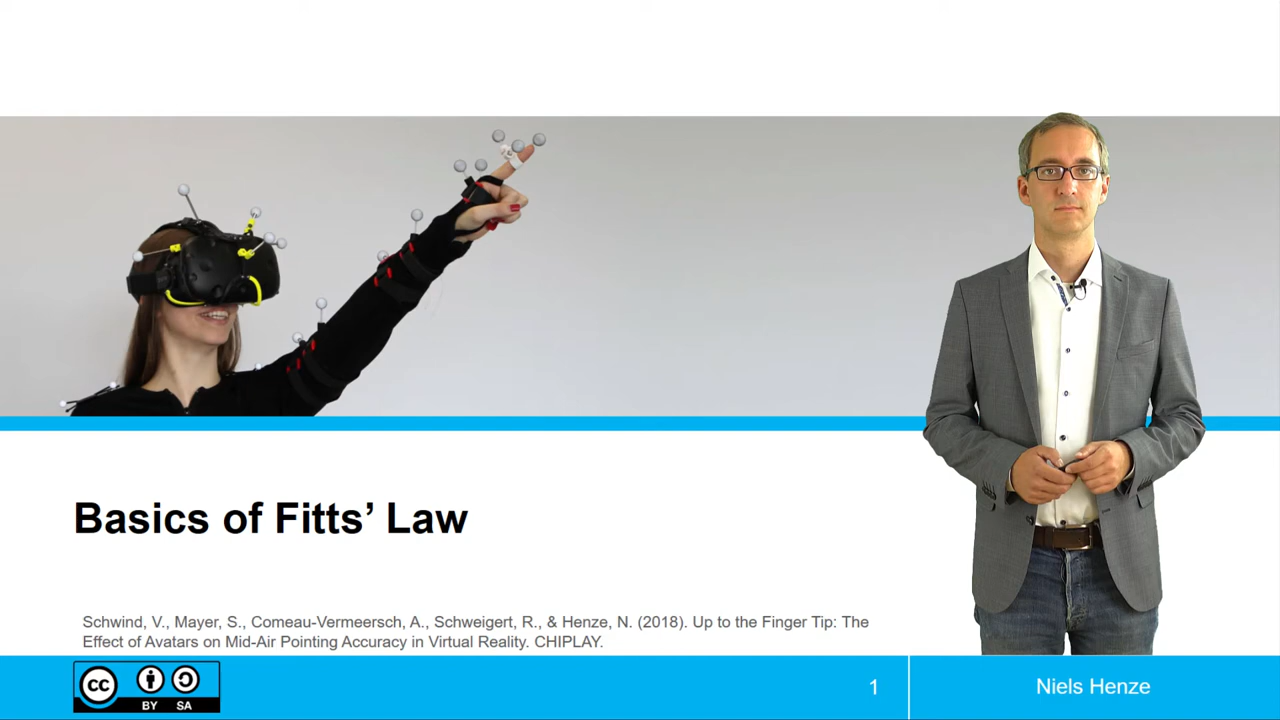 Basics of Fitts’ Law
Schwind, V., Mayer, S., Comeau-Vermeersch, A., Schweigert, R., & Henze, N. (2018). Up to the Finger Tip: The
Effect of Avatars on Mid-Air Pointing Accuracy in Virtual Reality. CHIPLAY.
cc
BY SA
1
Niels Henze